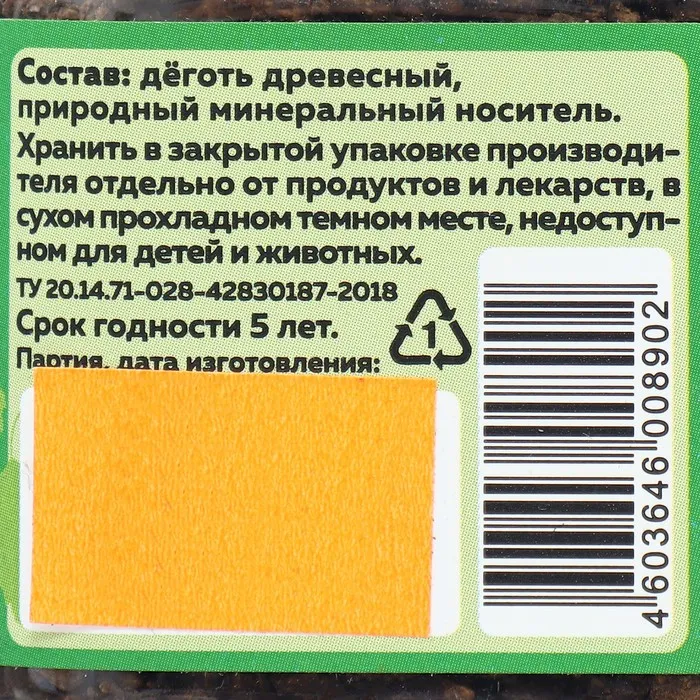 Состав: дёготь древесный,
природный минеральный носитель.
Хранить в закрытой упаковке производи-
теля отдельно от продуктов и лекарств, в
сухом прохладном темном месте, недоступ-
ном для детей и животных.
ТУ 20.14.71-028-42830187-2018
Срок годности 5 лет.
1
Партия, дата изготовления:
4 603646 008902